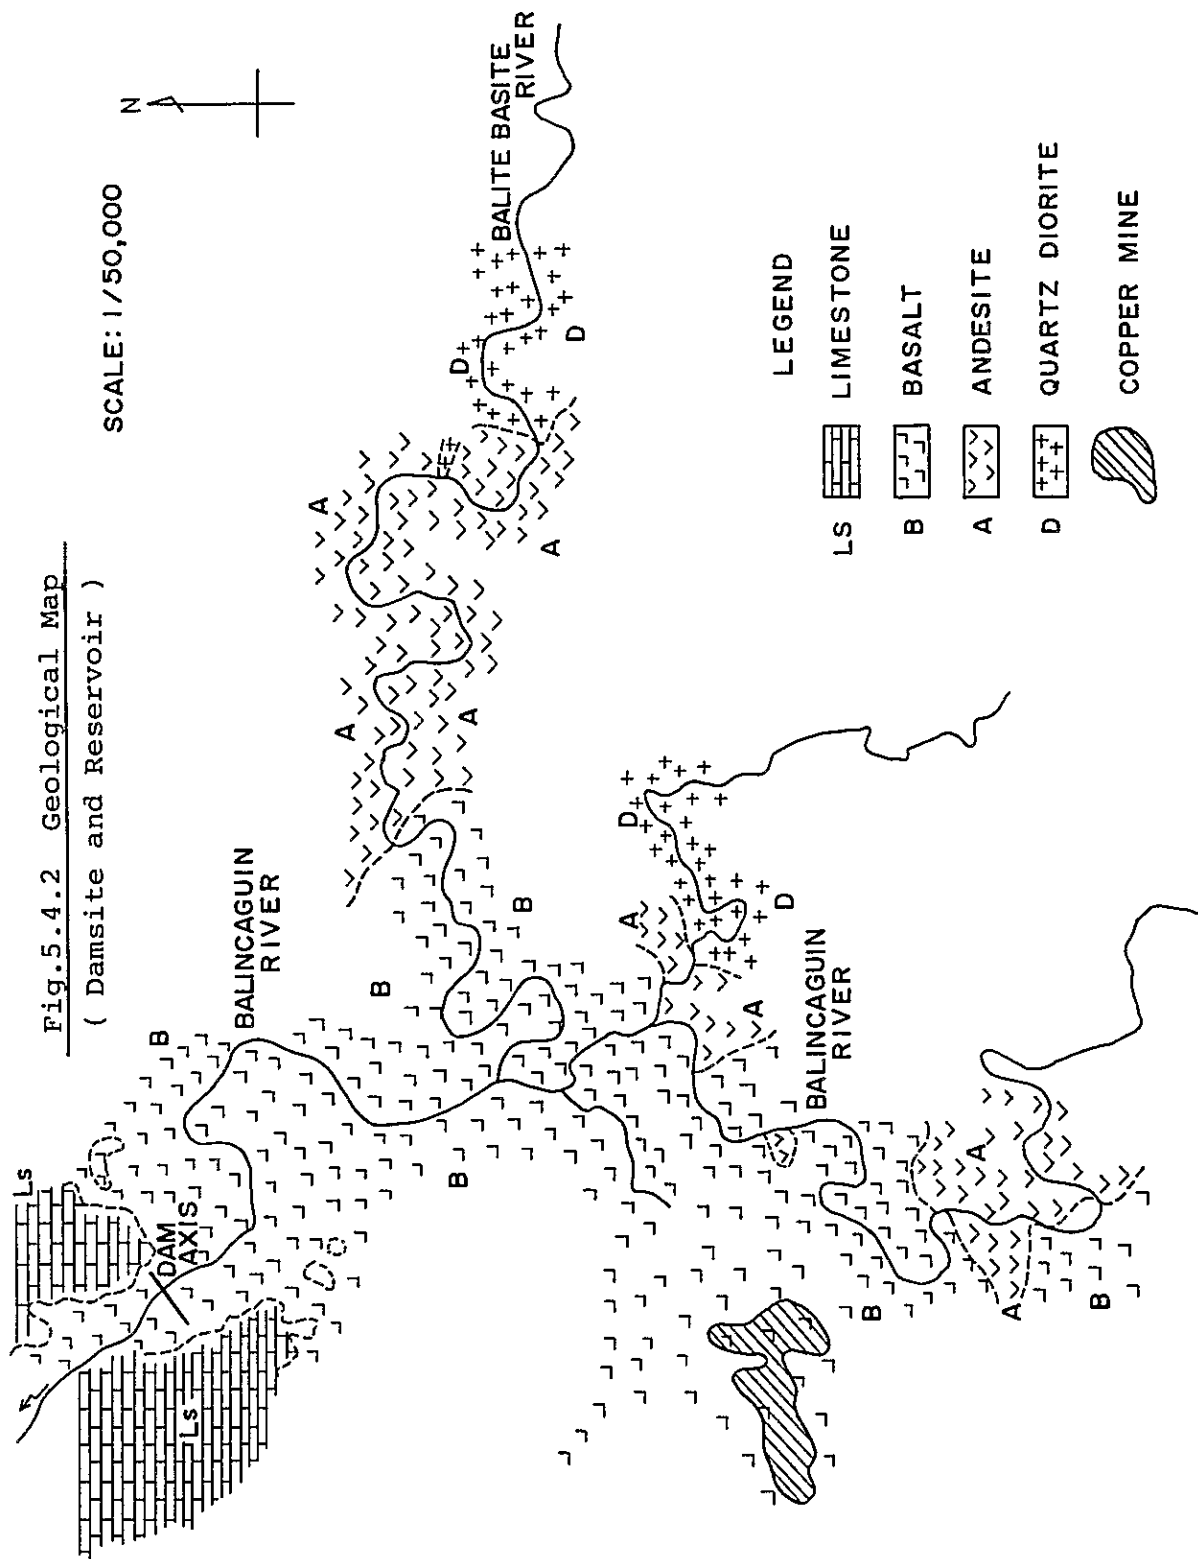 Fig.5.4.2 Geological Map
( Damsite and Reservoir )
SCALE: 1/50,000
N
Ls
Ls
DAM
AXIS
B
BALINCAGUIN
RIVER
B
B
B
A
A
A
A
D
D
BALITE BASITE
RIVER
D
A
D
A
BALINCAGUIN
RIVER
B
A
A
B
LEGEND
LS LIMESTONE
B BASALT
A ANDESITE
D QUARTZ DIORITE
COPPER MINE